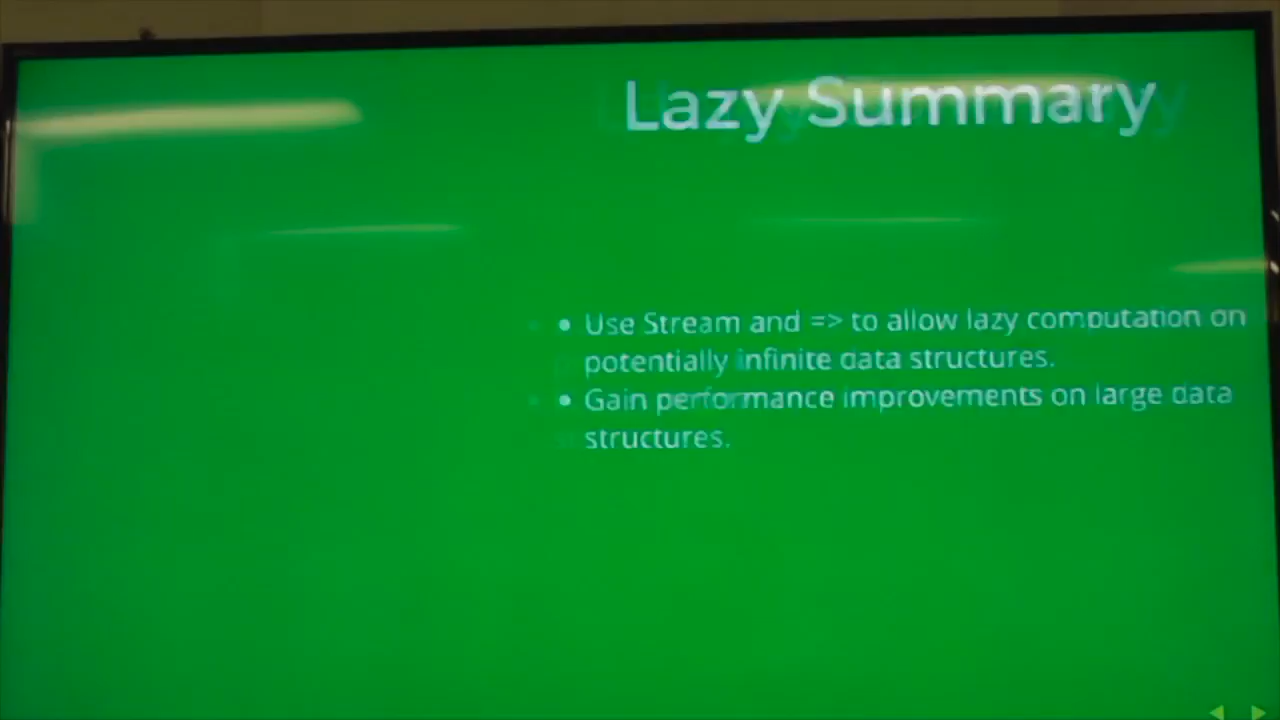 Lazy Summary
• Use Stream and => to allow lazy computation on
potentially infinite data structures.
• Gain performance improvements on large data
structures.